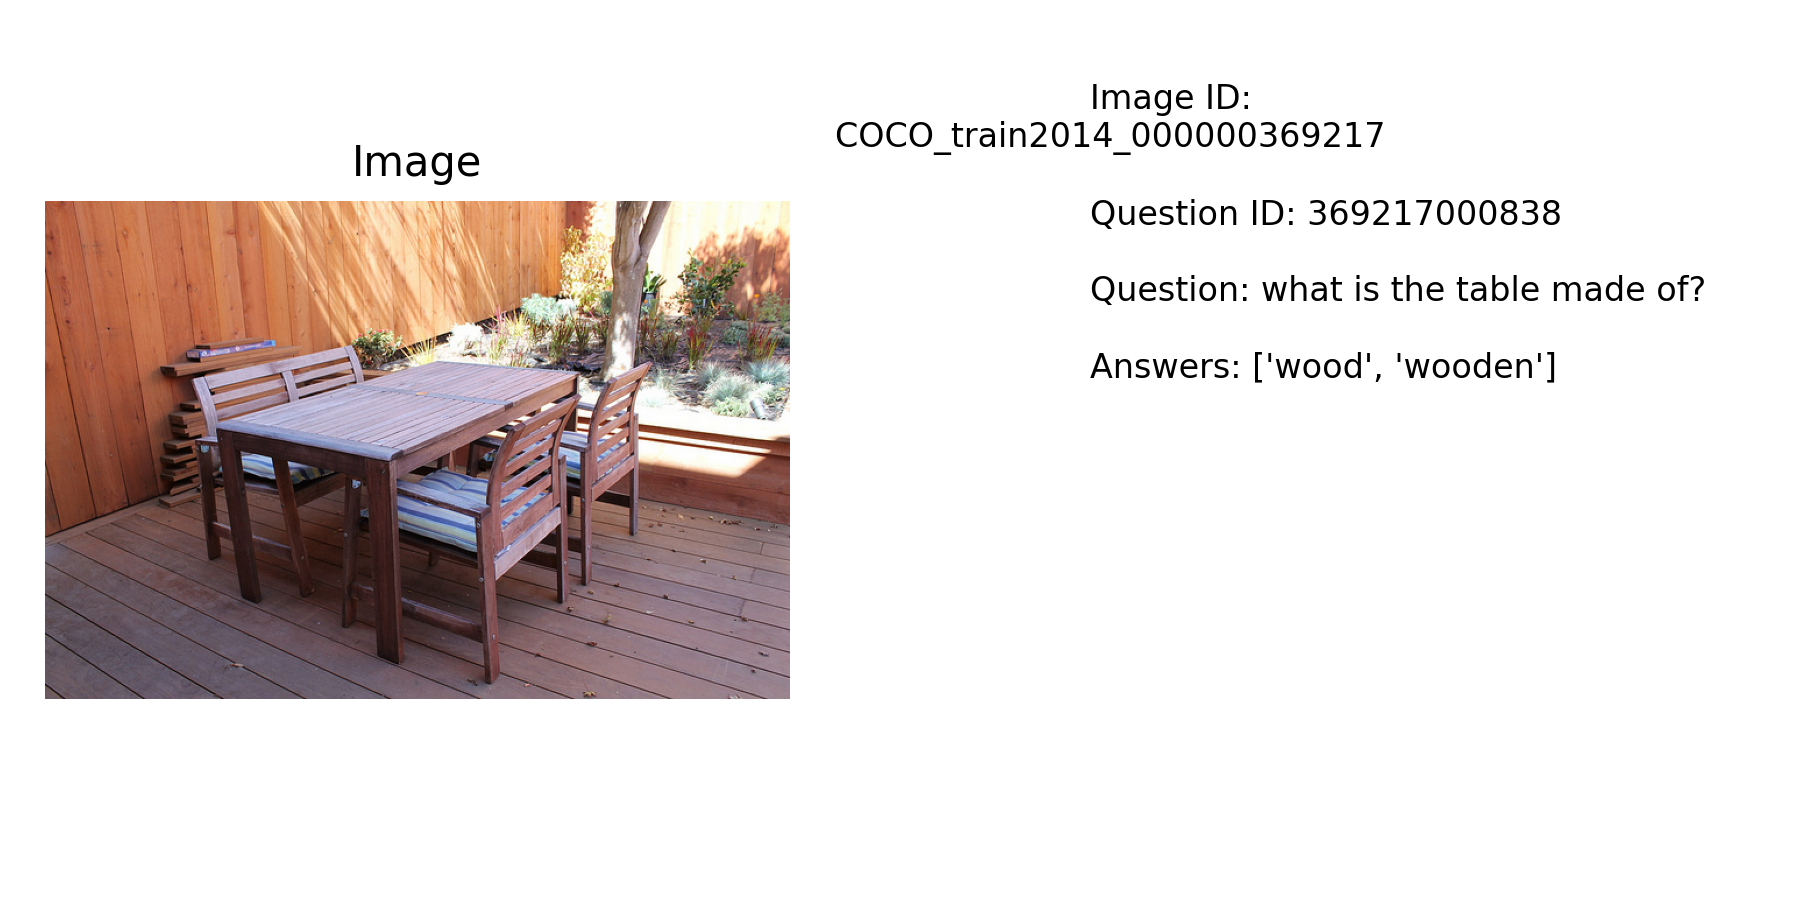 Image
Image ID:
COCO_train2014_000000369217
Question ID: 369217000838
Question: what is the table made of?
Answers: ['wood', 'wooden']